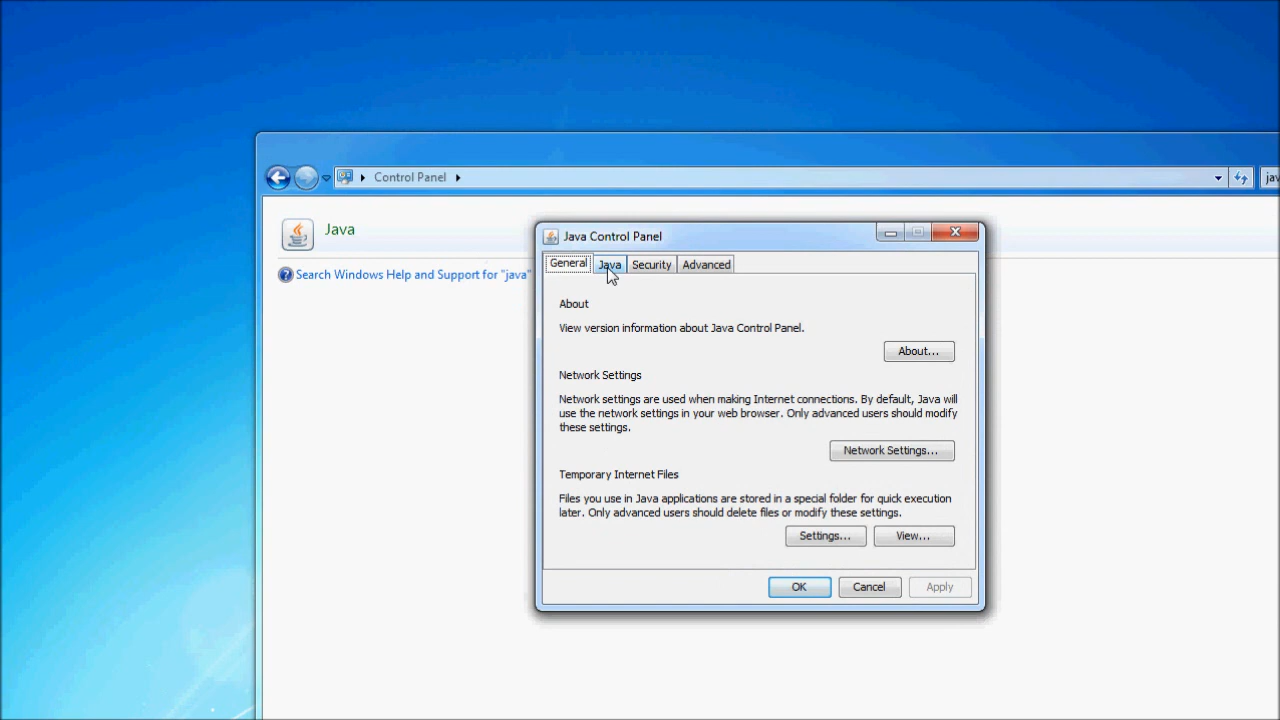 Control Panel
jav
Java
Search Windows Help and Support for "java"
Java Control Panel
General Java Security Advanced
About
View version information about Java Control Panel.
About...
Network Settings
Network settings are used when making Internet connections. By default, Java will
use the network settings in your web browser. Only advanced users should modify
these settings.
Network Settings...
Temporary Internet Files
Files you use in Java applications are stored in a special folder for quick execution
later. Only advanced users should delete files or modify these settings.
Settings... View...
OK Cancel Apply